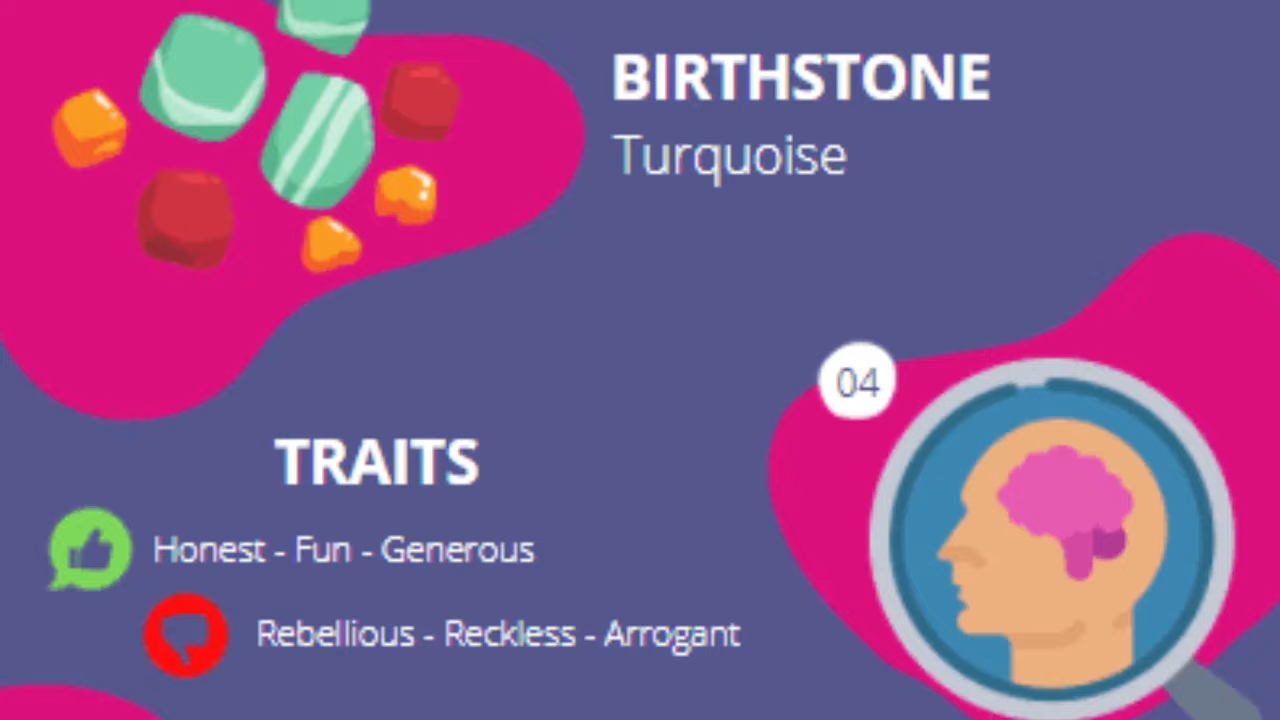 BIRTHSTONE
Turquoise
04
TRAITS
Honest - Fun - Generous
Rebellious - Reckless - Arrogant